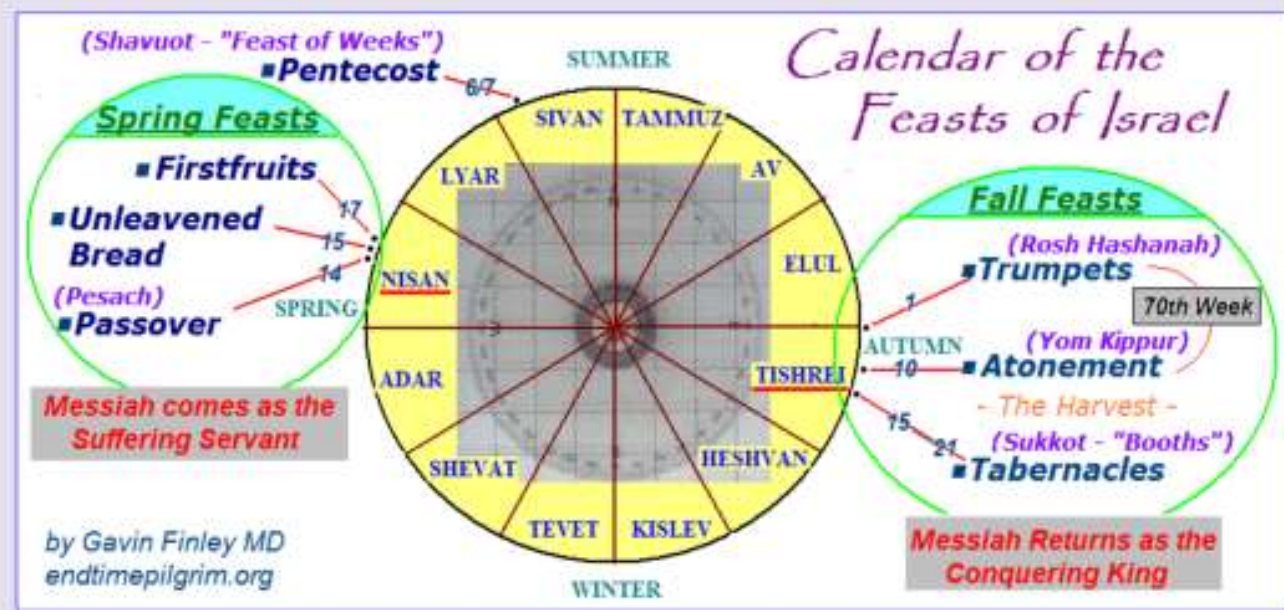 Calendar of the
Feasts of Israel
(Shavuot - "Feast of Weeks")
Pentecost
6/7
Spring Feasts
Firstfruits
17
Unleavened
Bread
15
14
(Pesach)
Passover
SPRING
Messiah comes as the
Suffering Servant
by Gavin Finley MD
endtimepilgrim.org
SUMMER
SIVAN
TAMMUZ
LYAR
AV
NISAN
ELUL
ADAR
TISHREI
SHEVAT
HESHVAN
TEVET
KISLEV
WINTER
AUTUMN
Fall Feasts
(Rosh Hashanah)
Trumpets
1
70th Week
(Yom Kippur)
10
Atonement
- The Harvest -
15
21
(Sukkot - "Booths")
Tabernacles
Messiah Returns as the
Conquering King